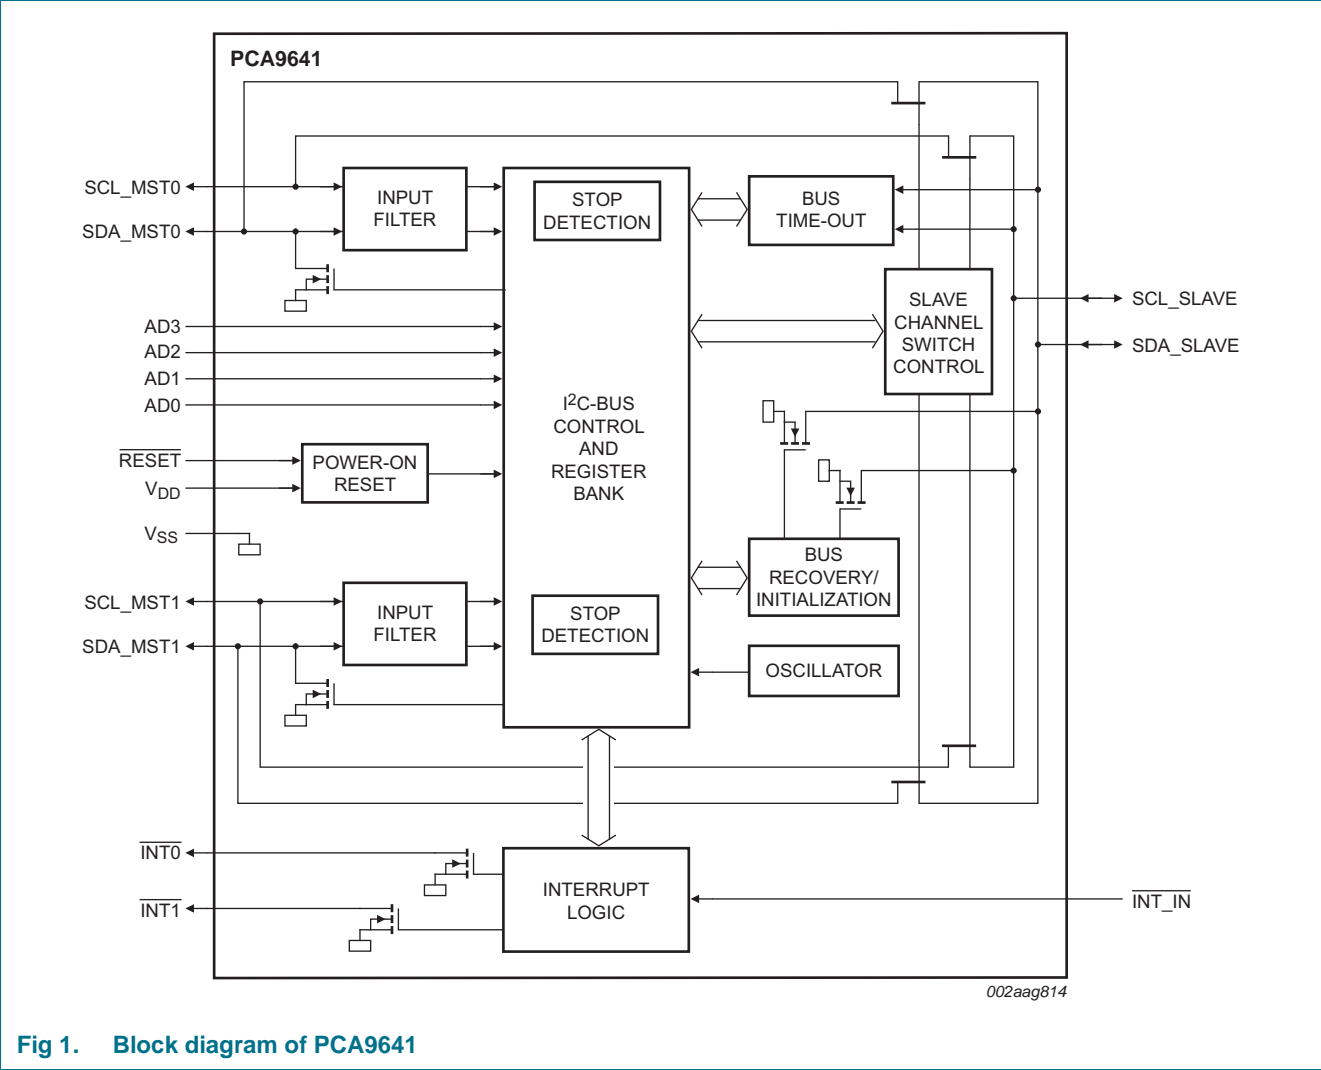 PCA9641
SCL_MST0
SDA_MST0
INPUT
FILTER
STOP
DETECTION
BUS
TIME-OUT
SLAVE
CHANNEL
SWITCH
CONTROL
SCL_SLAVE
SDA_SLAVE
AD3
AD2
AD1
AD0
I2C-BUS
CONTROL
AND
REGISTER
BANK
RESET
VDD
POWER-ON
RESET
VSS
BUS
RECOVERY/
INITIALIZATION
SCL_MST1
SDA_MST1
INPUT
FILTER
STOP
DETECTION
OSCILLATOR
INT0
INT1
INTERRUPT
LOGIC
INT_IN
002aag814
Fig 1. Block diagram of PCA9641